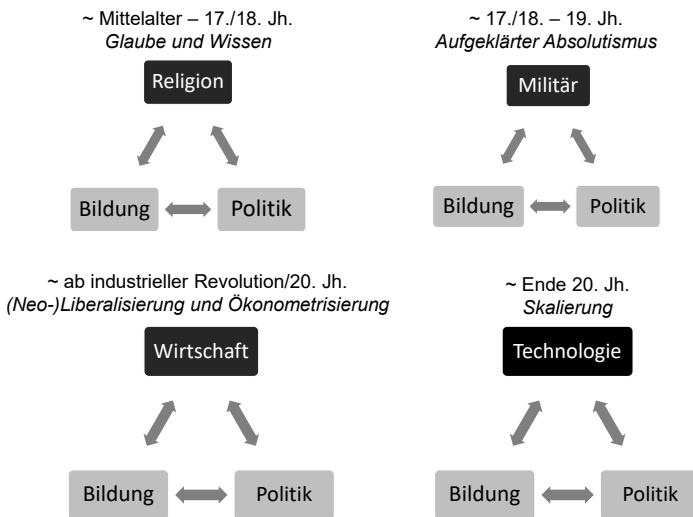 ~ Mittelalter – 17./18. Jh.
Glaube und Wissen
Religion
Bildung
Politik
~ 17./18. – 19. Jh.
Aufgeklärter Absolutismus
Militär
Bildung
Politik
~ ab industrieller Revolution/20. Jh.
(Neo-)Liberalisierung und Ökonometrisierung
Wirtschaft
Bildung
Politik
~ Ende 20. Jh.
Skalierung
Technologie
Bildung
Politik